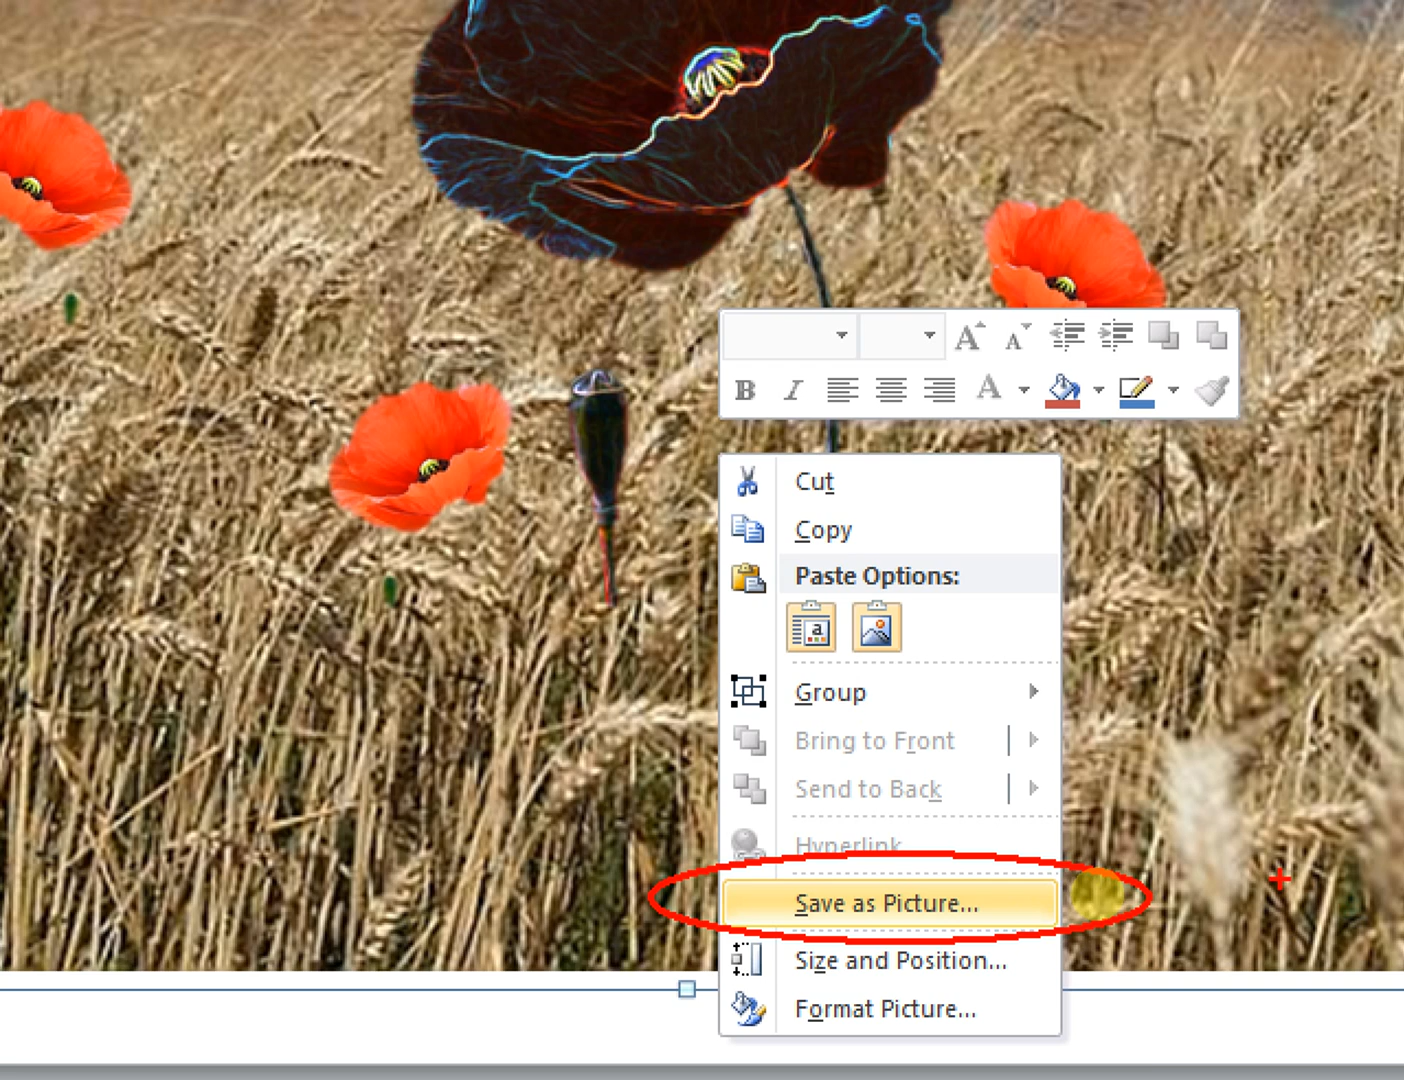 A A
B I A
Cut
Copy
Paste Options:
a
Group
Bring to Front
Send to Back
Hyperlink
Save as Picture...
Size and Position...
Format Picture...